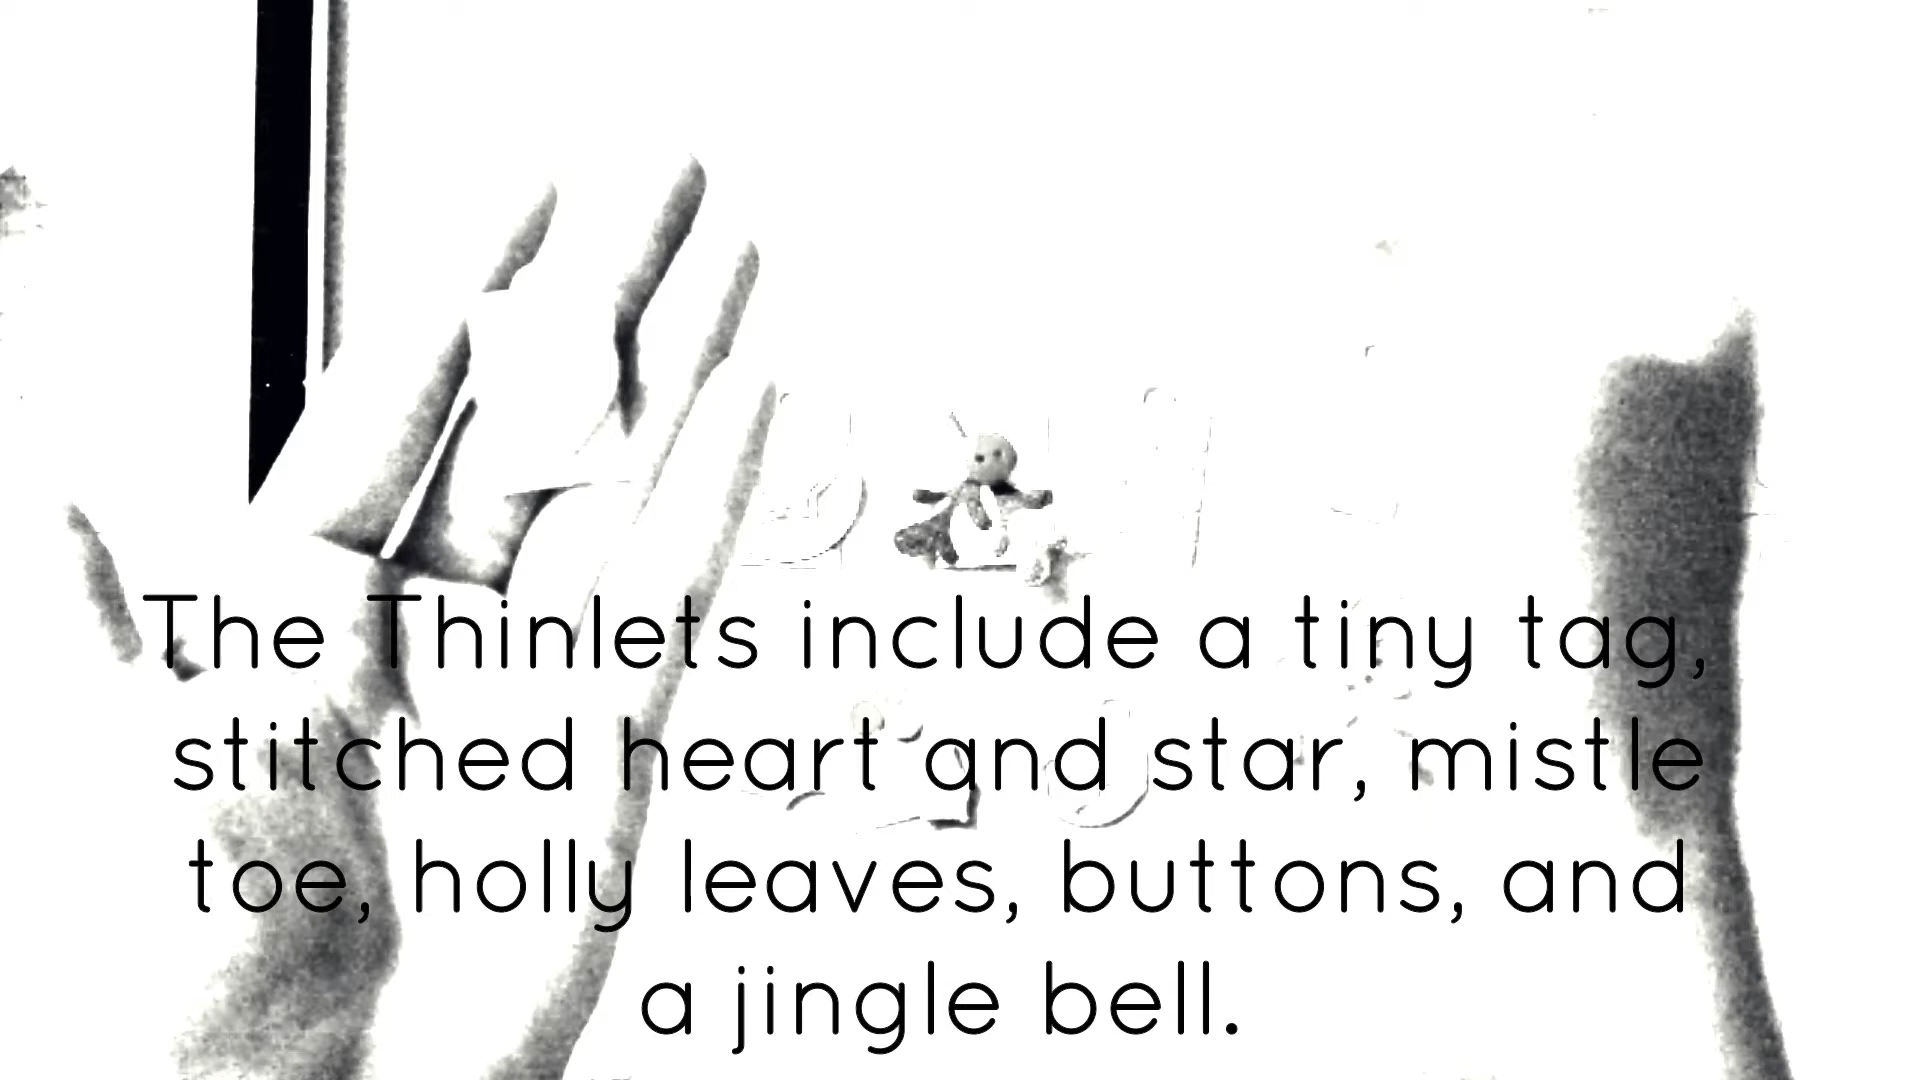 The Thinlets include a tiny tag,
stitched heart and star, mistle
toe, holly leaves, buttons, and
a jingle bell.